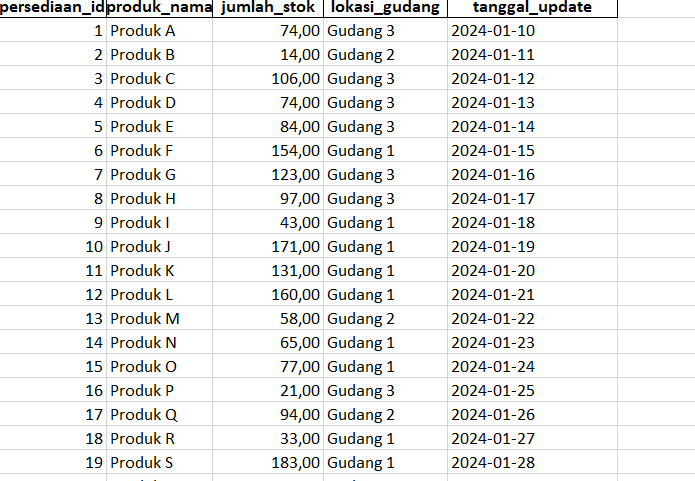 persediaan_id produk_nama jumlah_stok lokasi_gudang tanggal_update
1 Produk A 74,00 Gudang 3 2024-01-10
2 Produk B 14,00 Gudang 2 2024-01-11
3 Produk C 106,00 Gudang 3 2024-01-12
4 Produk D 74,00 Gudang 3 2024-01-13
5 Produk E 84,00 Gudang 3 2024-01-14
6 Produk F 154,00 Gudang 1 2024-01-15
7 Produk G 123,00 Gudang 3 2024-01-16
8 Produk H 97,00 Gudang 3 2024-01-17
9 Produk I 43,00 Gudang 1 2024-01-18
10 Produk J 171,00 Gudang 1 2024-01-19
11 Produk K 131,00 Gudang 1 2024-01-20
12 Produk L 160,00 Gudang 1 2024-01-21
13 Produk M 58,00 Gudang 2 2024-01-22
14 Produk N 65,00 Gudang 1 2024-01-23
15 Produk O 77,00 Gudang 1 2024-01-24
16 Produk P 21,00 Gudang 3 2024-01-25
17 Produk Q 94,00 Gudang 2 2024-01-26
18 Produk R 33,00 Gudang 1 2024-01-27
19 Produk S 183,00 Gudang 1 2024-01-28